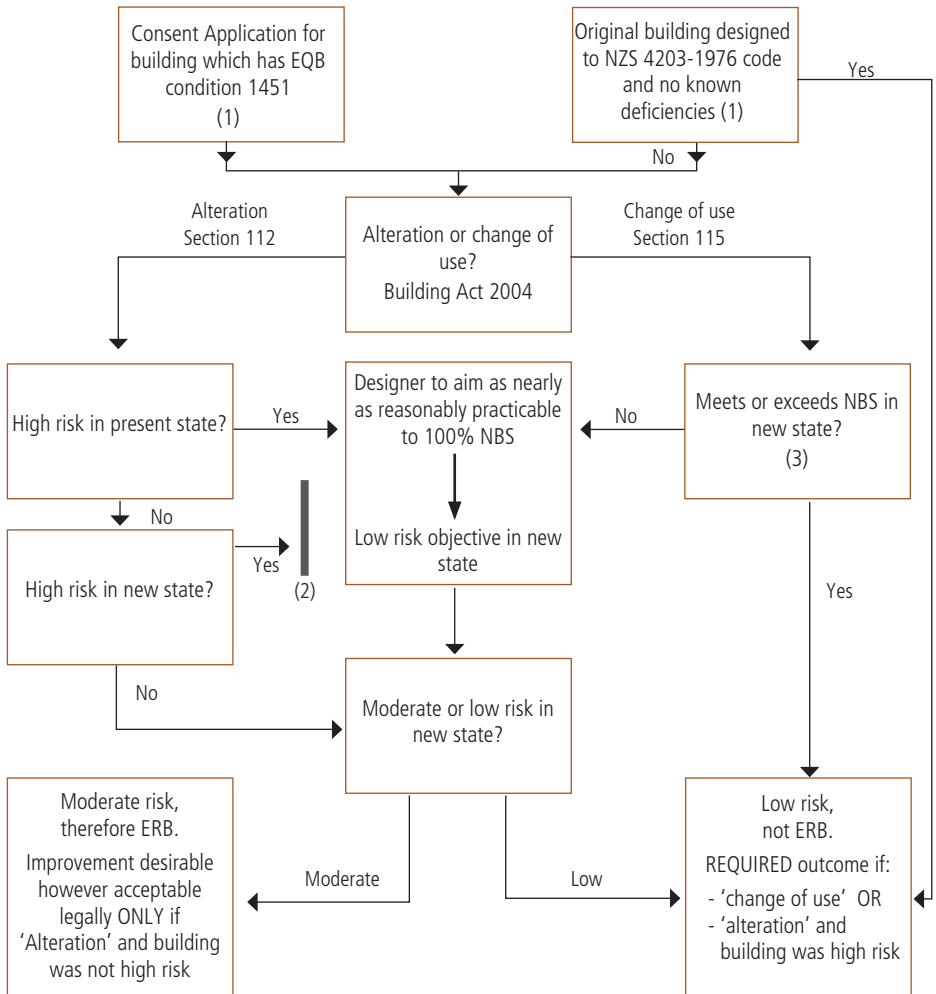 Consent Application for
building which has EQB
condition 1451
(1)
Original building designed
to NZS 4203-1976 code
and no known
deficiencies (1)
Yes
No
Alteration
Section 112
Alteration or change of
use?
Building Act 2004
Change of use
Section 115
High risk in present state?
Yes
Designer to aim as nearly
as reasonably practicable
to 100% NBS
Low risk objective in new
state
No
Meets or exceeds NBS in
new state?
(3)
No
High risk in new state?
Yes
(2)
Yes
No
Moderate or low risk in
new state?
Moderate risk,
therefore ERB.
Improvement desirable
however acceptable
legally ONLY if
‘Alteration’ and building
was not high risk
Moderate
Low
Low risk,
not ERB.
REQUIRED outcome if:
- ‘change of use’ OR
- ‘alteration’ and
building was high risk